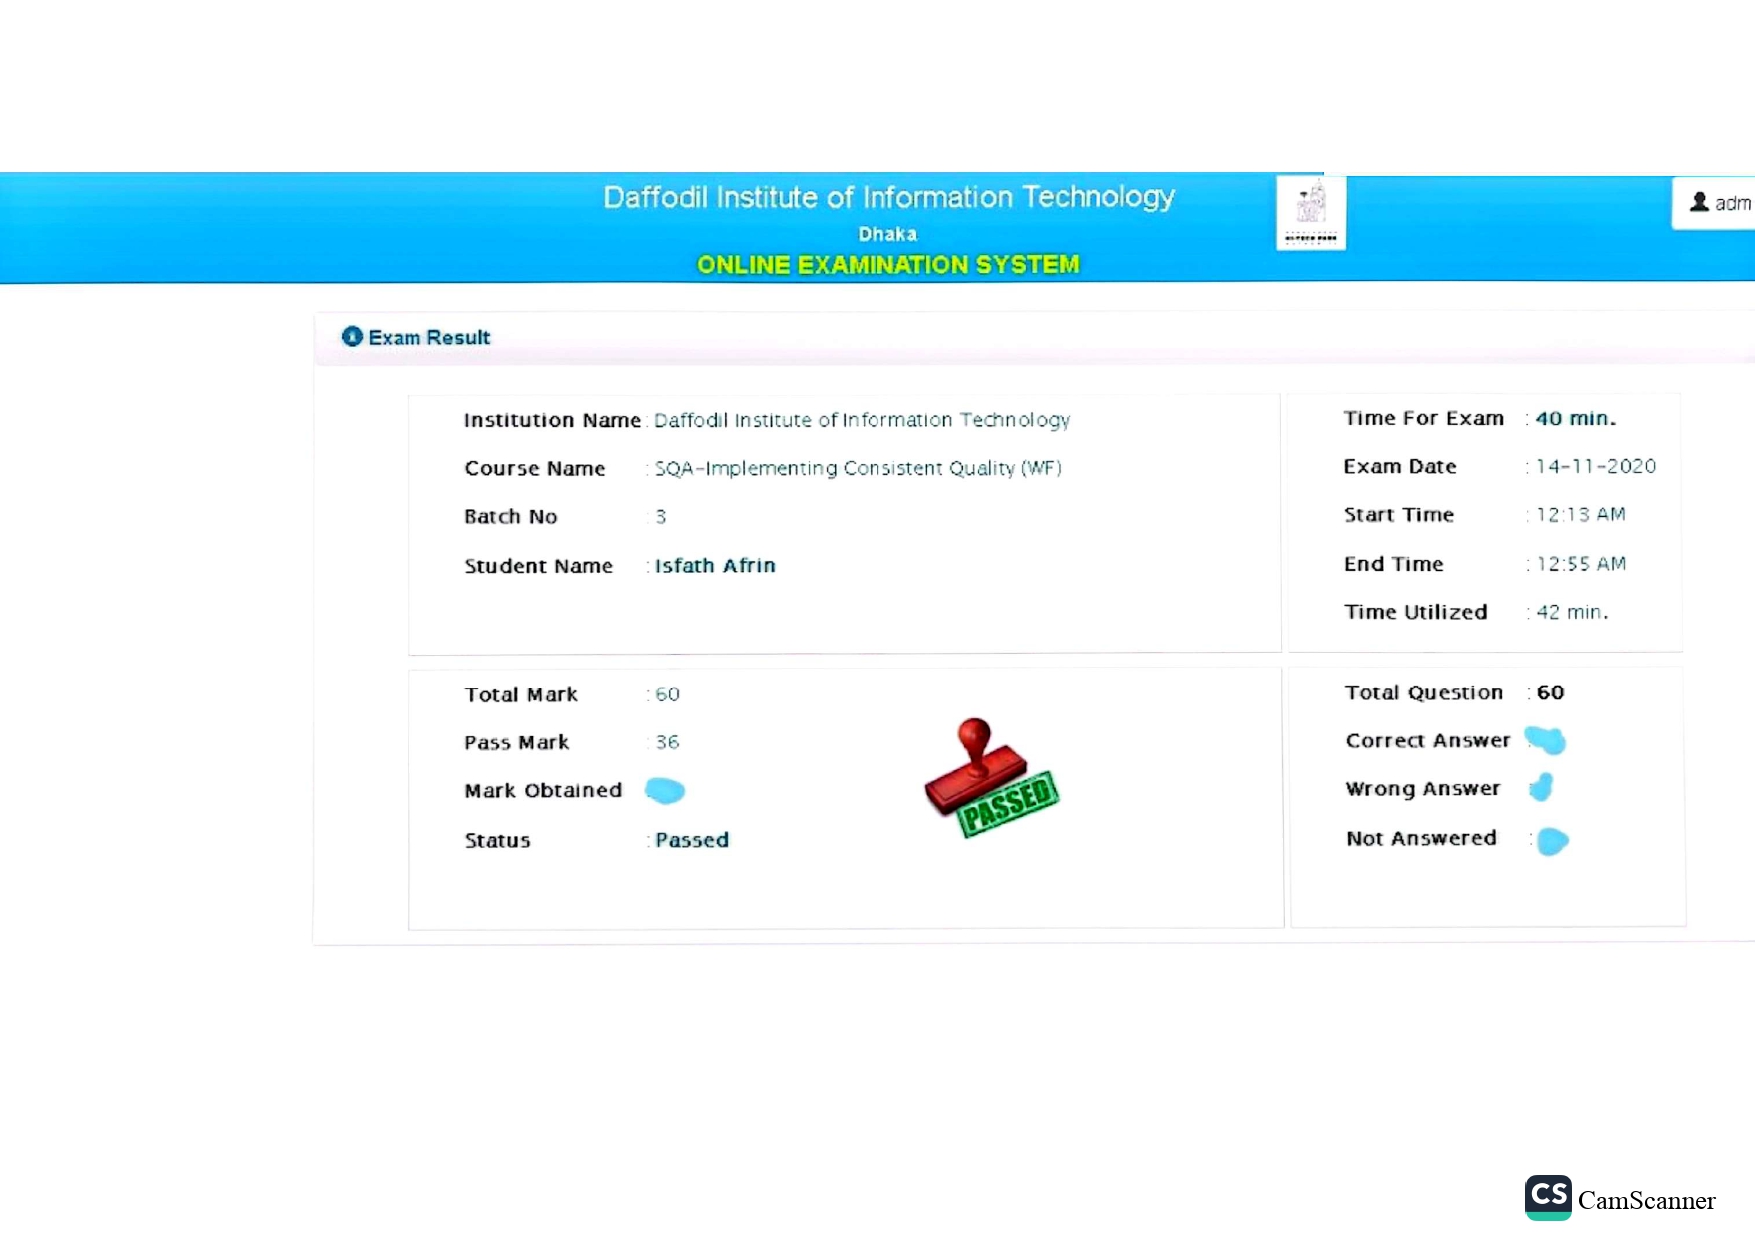 Daffodil Institute of Information Technology
Dhaka
ONLINE EXAMINATION SYSTEM
HI-TECH PARK
adm
Exam Result
Institution Name : Daffodil Institute of Information Technology
Course Name : SQA-Implementing Consistent Quality (WF)
Batch No : 3
Student Name : Isfath Afrin
Time For Exam : 40 min.
Exam Date : 14-11-2020
Start Time : 12:13 AM
End Time : 12:55 AM
Time Utilized : 42 min.
Total Mark : 60
Pass Mark : 36
Mark Obtained
Status : Passed
PASSED
Total Question : 60
Correct Answer :
Wrong Answer
Not Answered :
CS CamScanner